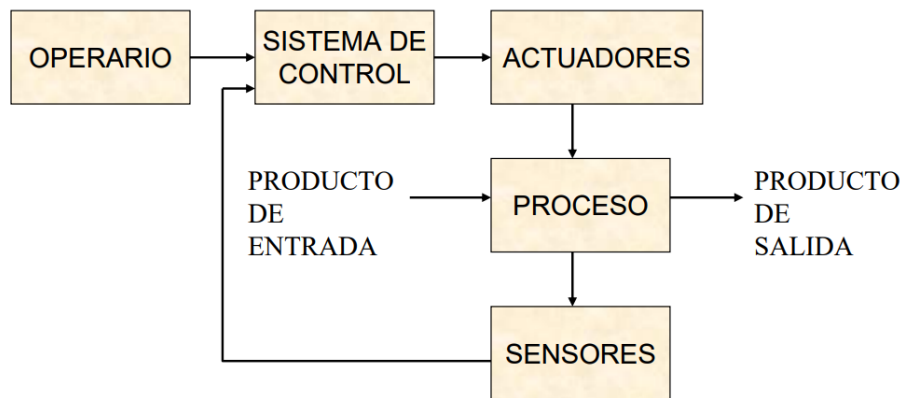 OPERARIO
SISTEMA DE
CONTROL
ACTUADORES
PRODUCTO
DE
ENTRADA
PROCESO
PRODUCTO
DE
SALIDA
SENSORES